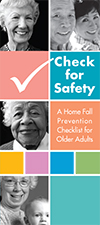 Check
for
Safety
A Home Fall
Prevention
Checklist for
Older Adults